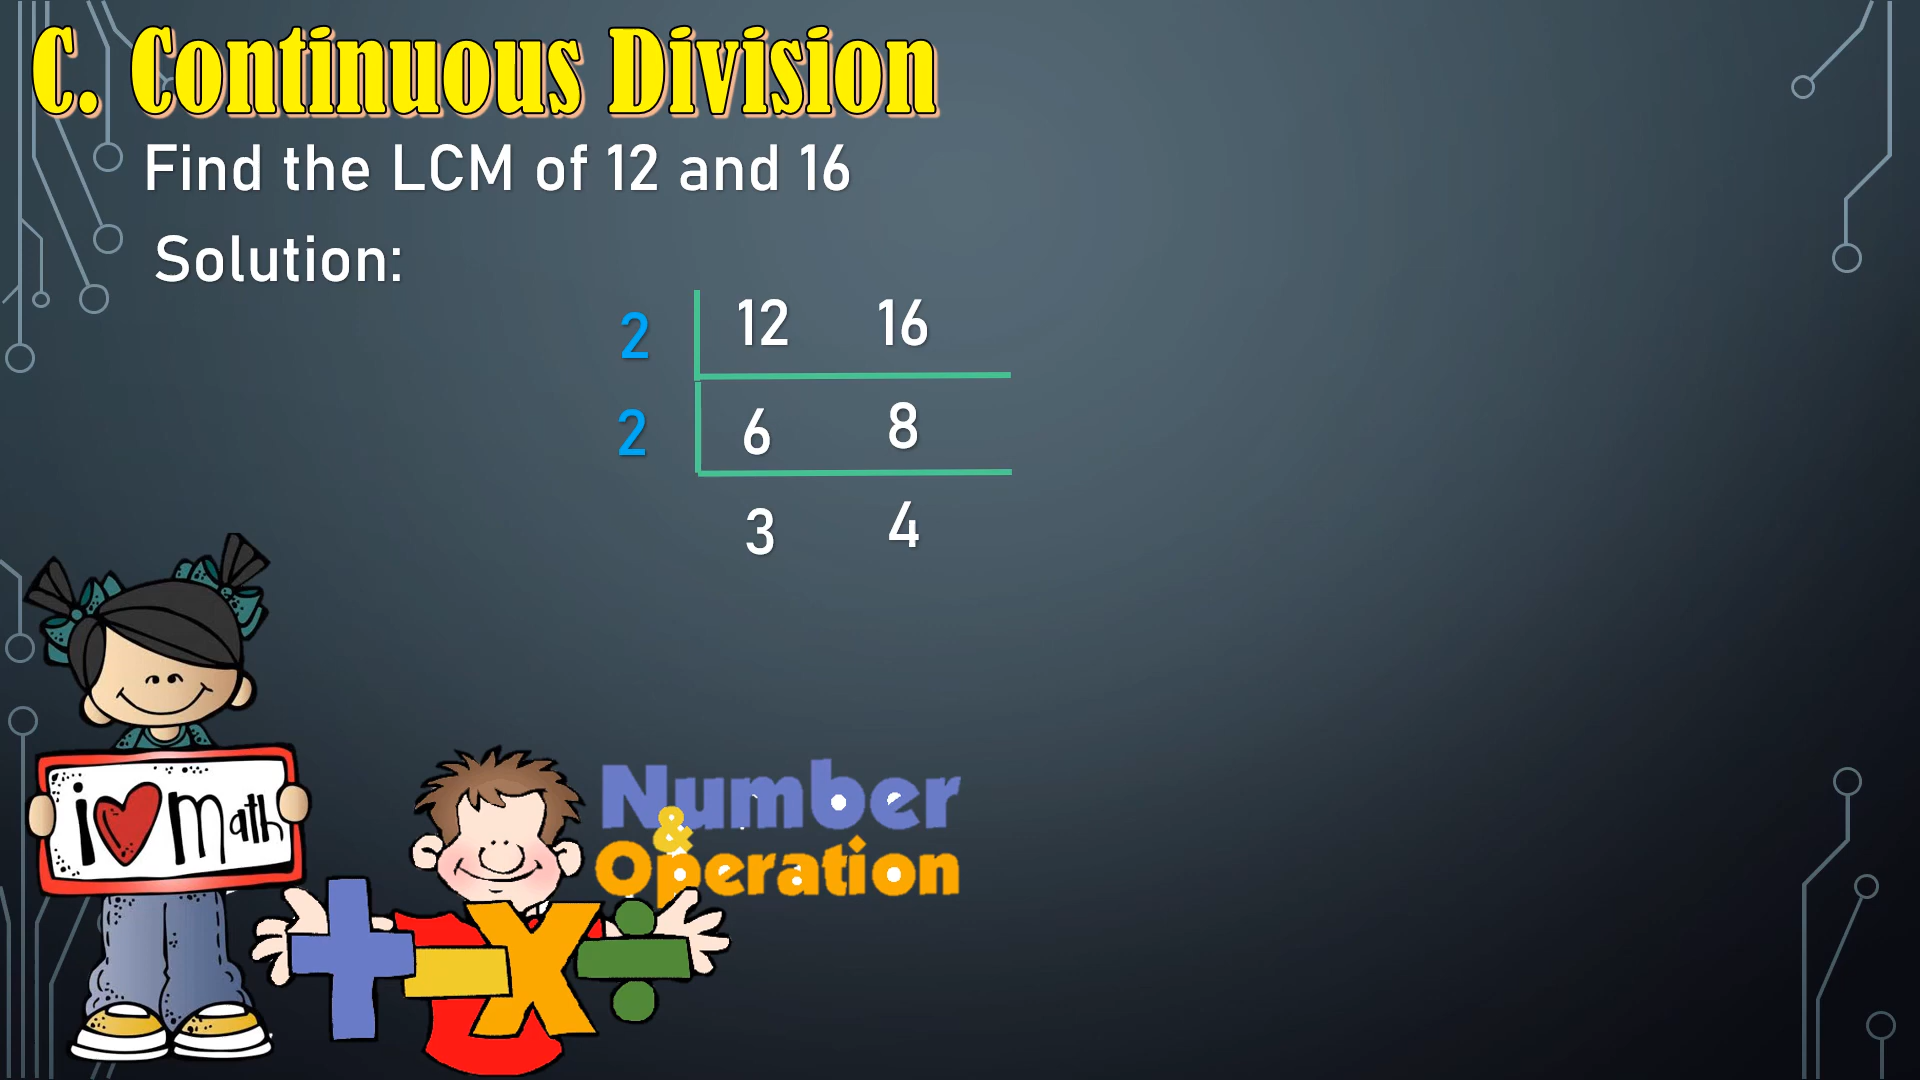 C. Continuous Division
Find the LCM of 12 and 16
Solution:
2 12 16
2 6 8
3 4
i math
Number
&
Operation